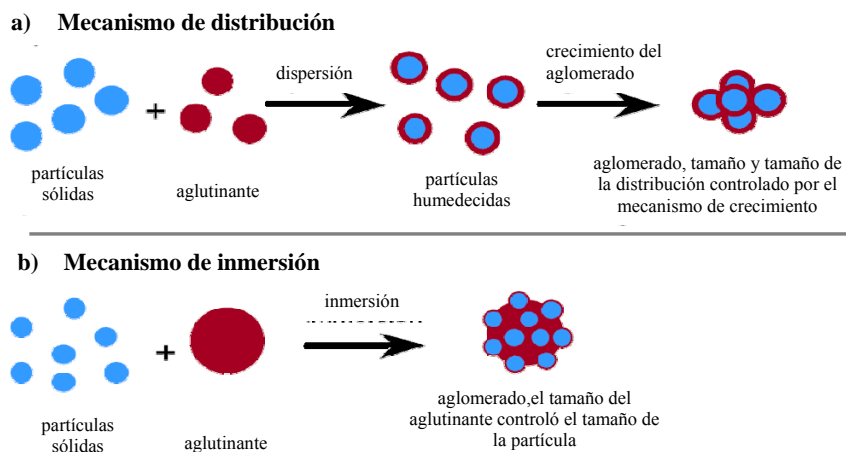 a) Mecanismo de distribución
dispersión
crecimiento del
aglomerado
+
partículas
sólidas
aglutinante
partículas
humedecidas
aglomerado, tamaño y tamaño de
la distribución controlado por el
mecanismo de crecimiento
b) Mecanismo de inmersión
inmersión
+
partículas
sólidas
aglutinante
aglomerado,el tamaño del
aglutinante controló el tamaño de
la partícula